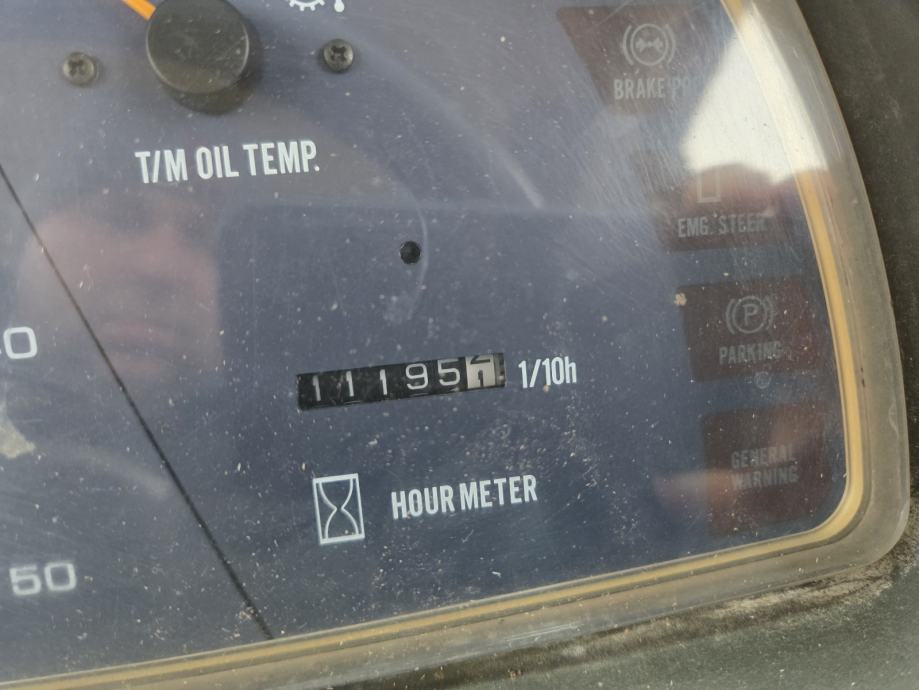 T/M OIL TEMP.
BRAKE
EMG. STEER
P
PARKING
11195
1/10h
GENERAL
WARNING
HOUR METER
50